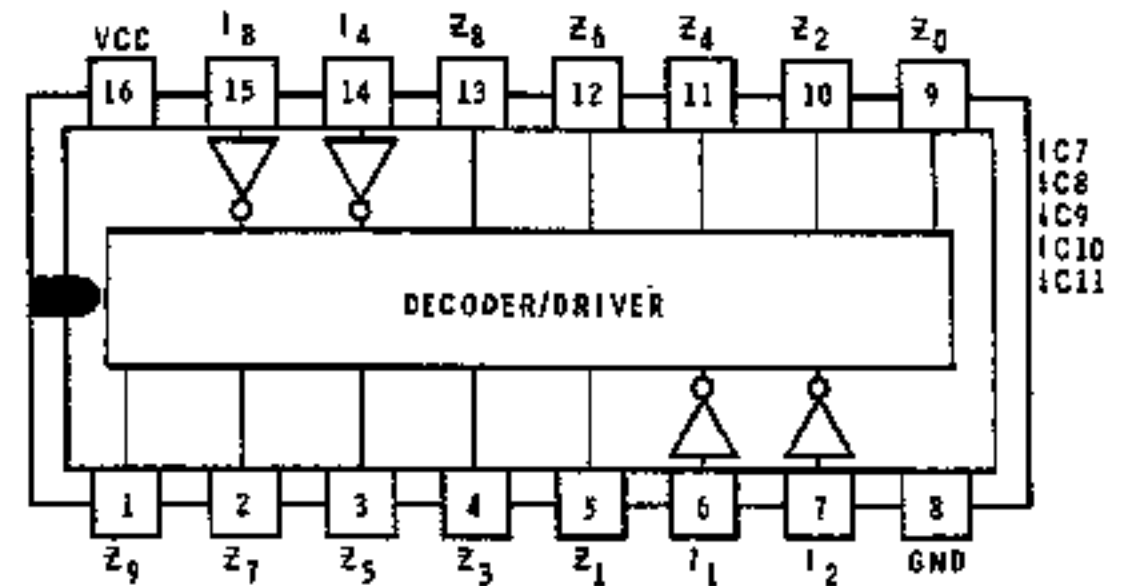 VCC I8 I4 Z8 Z6 Z4 Z2 Z0
16 15 14 13 12 11 10 9
IC7
IC8
IC9
IC10
IC11
DECODER/DRIVER
1 2 3 4 5 6 7 8
Z9 Z7 Z5 Z3 Z1 I1 I2 GND